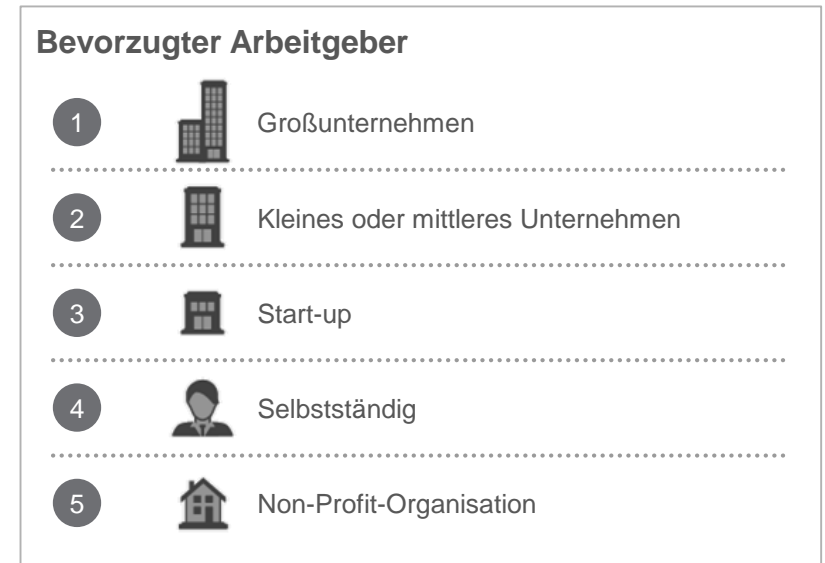 Bevorzugter Arbeitgeber
1 Großunternehmen
2 Kleines oder mittleres Unternehmen
3 Start-up
4 Selbstständig
5 Non-Profit-Organisation